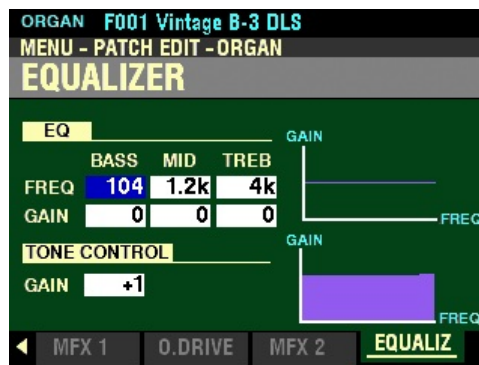 ORGAN F001 Vintage B-3 DLS
MENU - PATCH EDIT - ORGAN
EQUALIZER
EQ
GAIN
BASS MID TREB
FREQ 104 1.2k 4k
GAIN 0 0 0
FREQ
TONE CONTROL
GAIN
GAIN +1
FREQ
MFX 1 O.DRIVE MFX 2 EQUALIZ